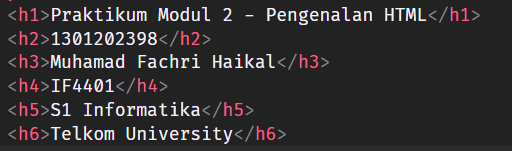 <h1>Praktikum Modul 2 - Pengenalan HTML</h1>
<h2>1301202398</h2>
<h3>Muhamad Fachri Haikal</h3>
<h4>IF4401</h4>
<h5>S1 Informatika</h5>
<h6>Telkom University</h6>